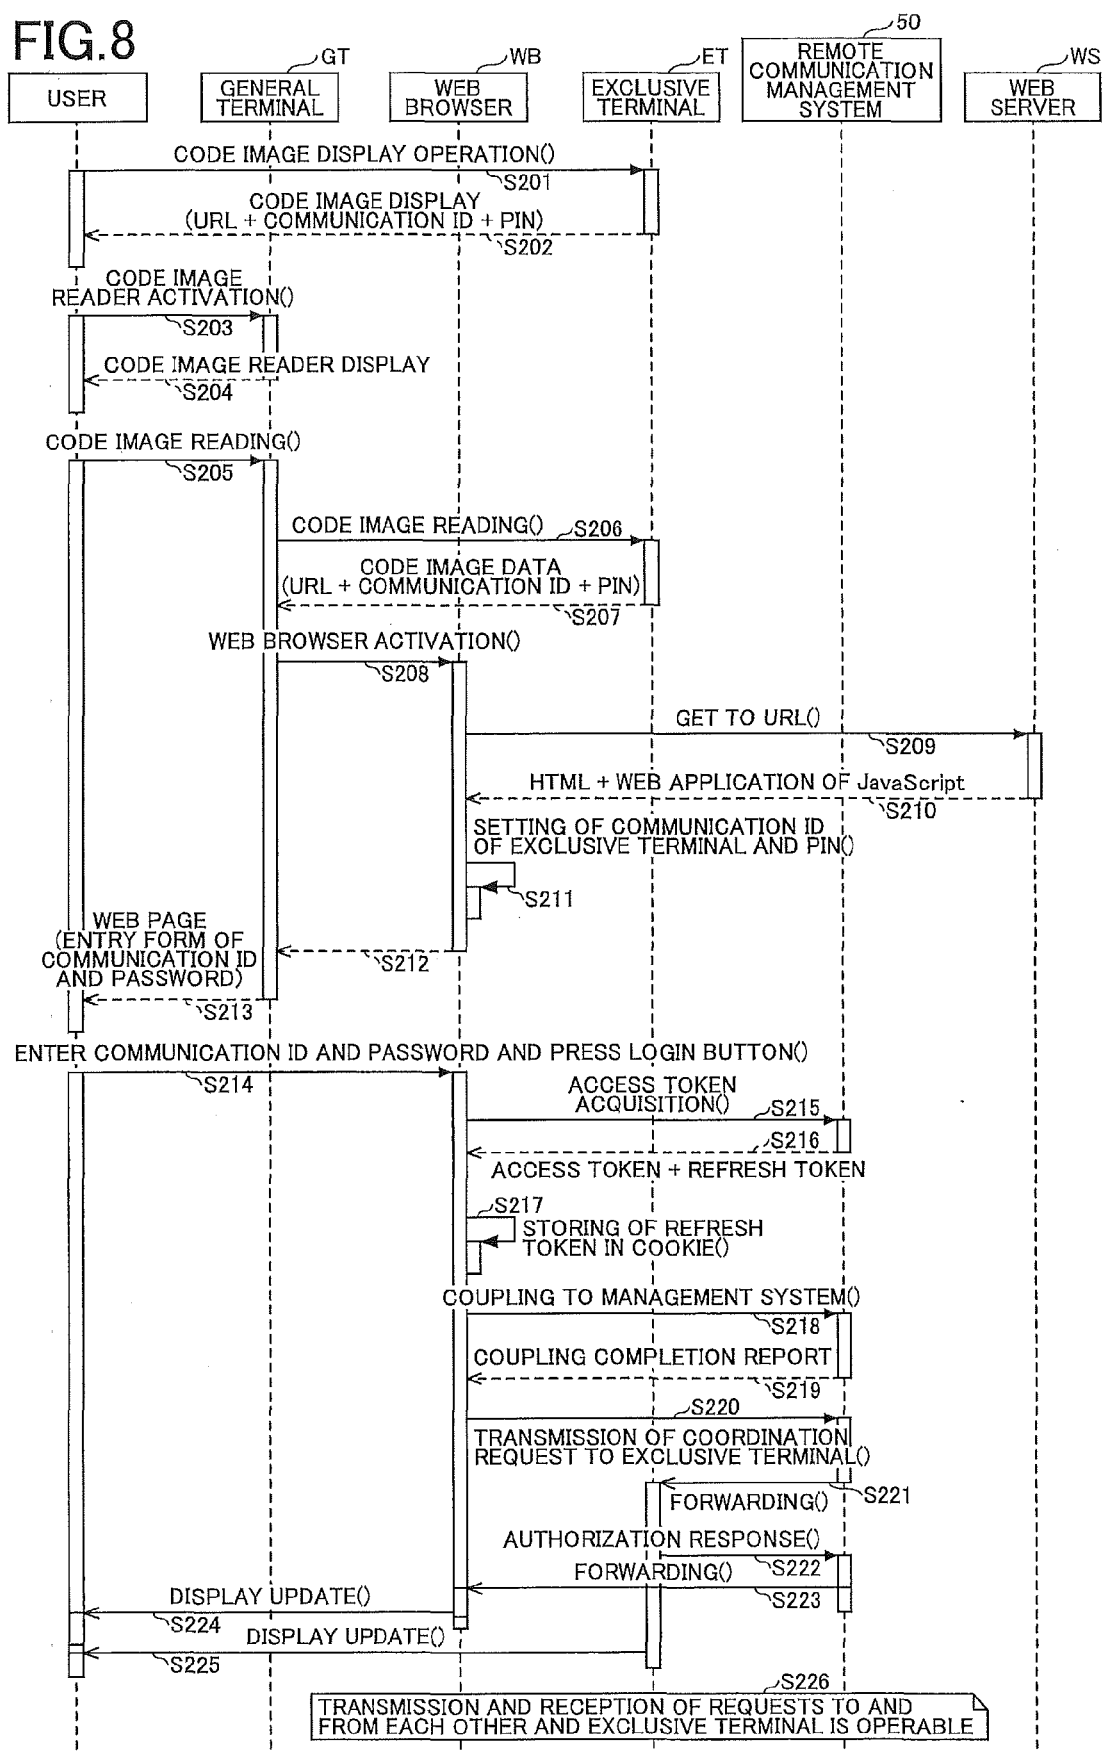 FIG.8
GT
WB
ET
50
WS
USER
GENERAL
TERMINAL
WEB
BROWSER
EXCLUSIVE
TERMINAL
REMOTE
COMMUNICATION
MANAGEMENT
SYSTEM
WEB
SERVER
CODE IMAGE DISPLAY OPERATION()
S201
CODE IMAGE DISPLAY
(URL + COMMUNICATION ID + PIN)
S202
CODE IMAGE
READER ACTIVATION()
S203
CODE IMAGE READER DISPLAY
S204
CODE IMAGE READING()
S205
CODE IMAGE READING()
S206
CODE IMAGE DATA
(URL + COMMUNICATION ID + PIN)
S207
WEB BROWSER ACTIVATION()
S208
GET TO URL()
S209
HTML + WEB APPLICATION OF JavaScript
S210
SETTING OF COMMUNICATION ID
OF EXCLUSIVE TERMINAL AND PIN()
S211
S212
WEB PAGE
(ENTRY FORM OF
COMMUNICATION ID
AND PASSWORD)
S213
ENTER COMMUNICATION ID AND PASSWORD AND PRESS LOGIN BUTTON()
S214
ACCESS TOKEN
ACQUISITION()
S215
S216
ACCESS TOKEN + REFRESH TOKEN
S217
STORING OF REFRESH
TOKEN IN COOKIE()
COUPLING TO MANAGEMENT SYSTEM()
S218
COUPLING COMPLETION REPORT
S219
S220
TRANSMISSION OF COORDINATION
REQUEST TO EXCLUSIVE TERMINAL()
S221
FORWARDING()
AUTHORIZATION RESPONSE()
S222
FORWARDING()
S223
DISPLAY UPDATE()
S224
DISPLAY UPDATE()
S225
S226
TRANSMISSION AND RECEPTION OF REQUESTS TO AND
FROM EACH OTHER AND EXCLUSIVE TERMINAL IS OPERABLE